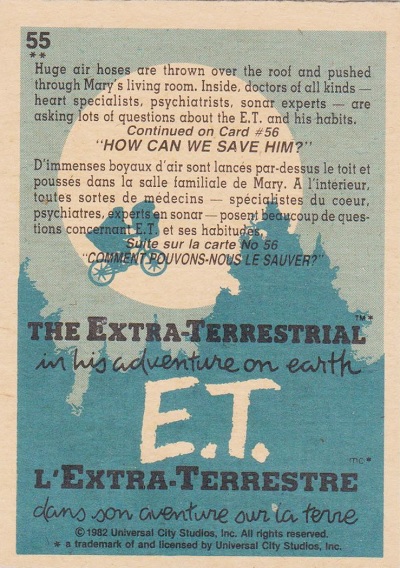 55
**
Huge air hoses are thrown over the roof and pushed
through Mary's living room. Inside, doctors of all kinds —
heart specialists, psychiatrists, sonar experts — are
asking lots of questions about the E.T. and his habits.
Continued on Card #56
"HOW CAN WE SAVE HIM?"
D'immenses boyaux d'air sont lancés par-dessus le toit et
poussés dans la salle familiale de Mary. A l'intérieur,
toutes sortes de médecins — spécialistes du coeur,
psychiatres, experts en sonar — posent beaucoup de ques-
tions concernant E.T. et ses habitudes.
Suite sur la carte No 56
"COMMENT POUVONS-NOUS LE SAUVER?"
THE EXTRA-TERRESTRIAL ™*
in his adventure on earth
E.T.
MC*
L'EXTRA-TERRESTRE
dans son aventure sur la terre
©1982 Universal City Studios, Inc. All rights reserved.
* a trademark of and licensed by Universal City Studios, Inc.